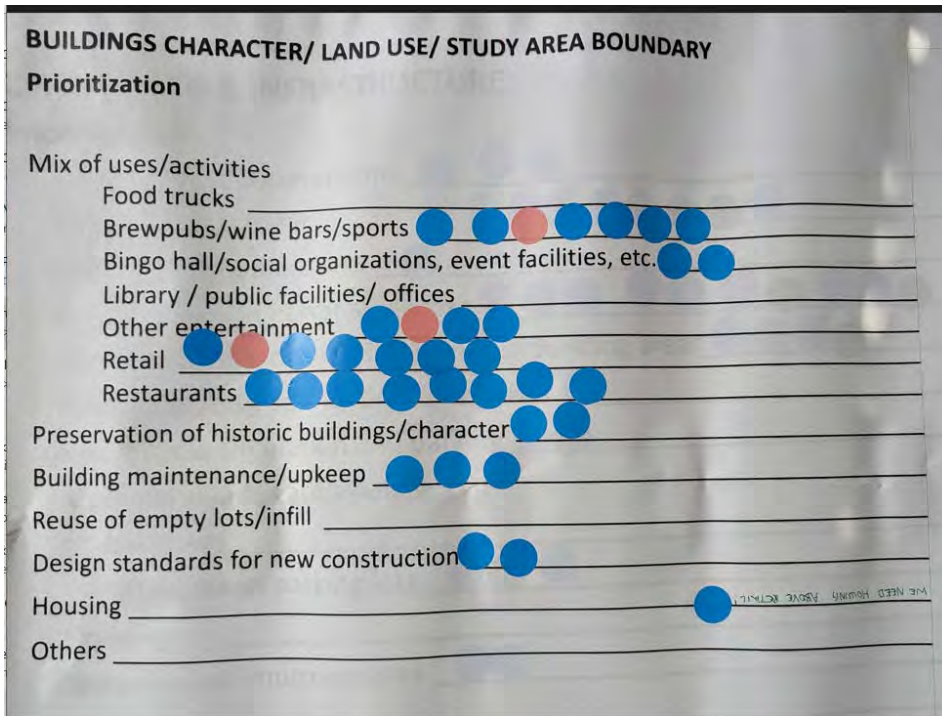 BUILDINGS CHARACTER/ LAND USE/ STUDY AREA BOUNDARY
Prioritization
Mix of uses/activities
Food trucks
Brewpubs/wine bars/sports
Bingo hall/social organizations, event facilities, etc.
Library / public facilities/ offices
Other entertainment
Retail
Restaurants
Preservation of historic buildings/character
Building maintenance/upkeep
Reuse of empty lots/infill
Design standards for new construction
Housing
WE NEED HOUSING ABOVE RETAIL!
Others